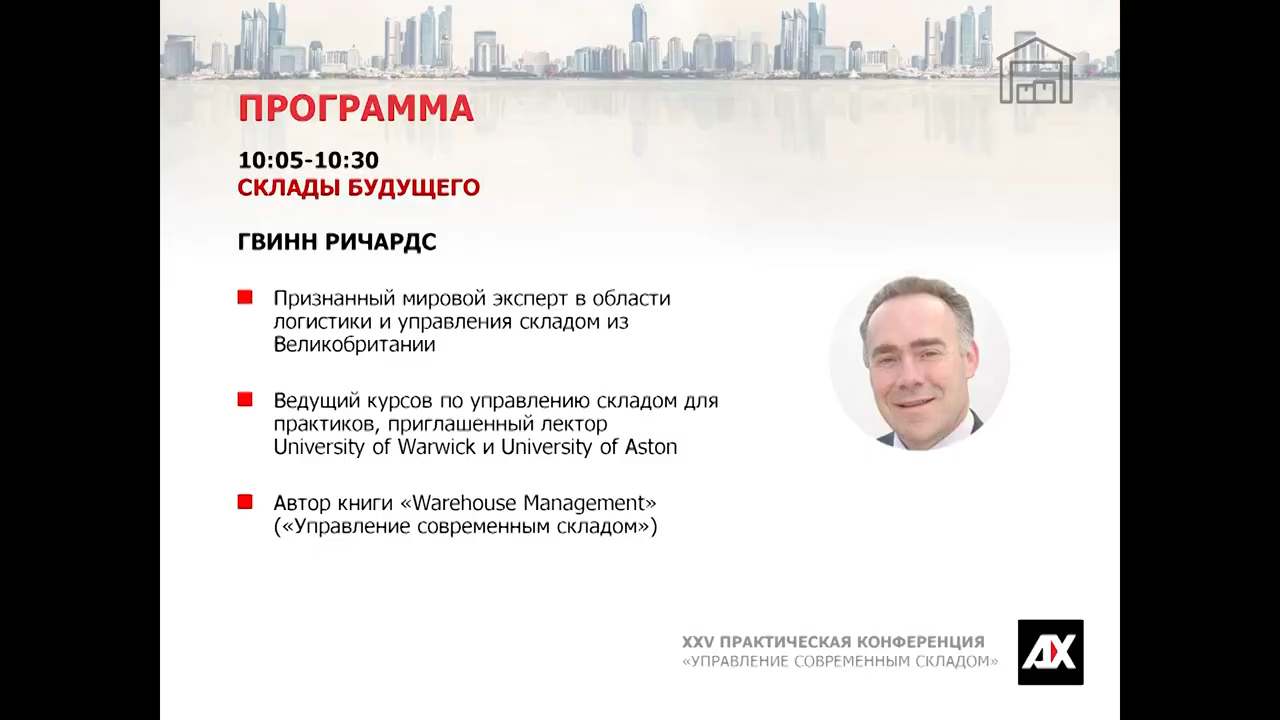 ПРОГРАММА
10:05-10:30
СКЛАДЫ БУДУЩЕГО
ГВИНН РИЧАРДС
Признанный мировой эксперт в области
логистики и управления складом из
Великобритании
Ведущий курсов по управлению складом для
практиков, приглашенный лектор
University of Warwick и University of Aston
Автор книги «Warehouse Management»
(«Управление современным складом»)
XXV ПРАКТИЧЕСКАЯ КОНФЕРЕНЦИЯ
«УПРАВЛЕНИЕ СОВРЕМЕННЫМ СКЛАДОМ»
АХ